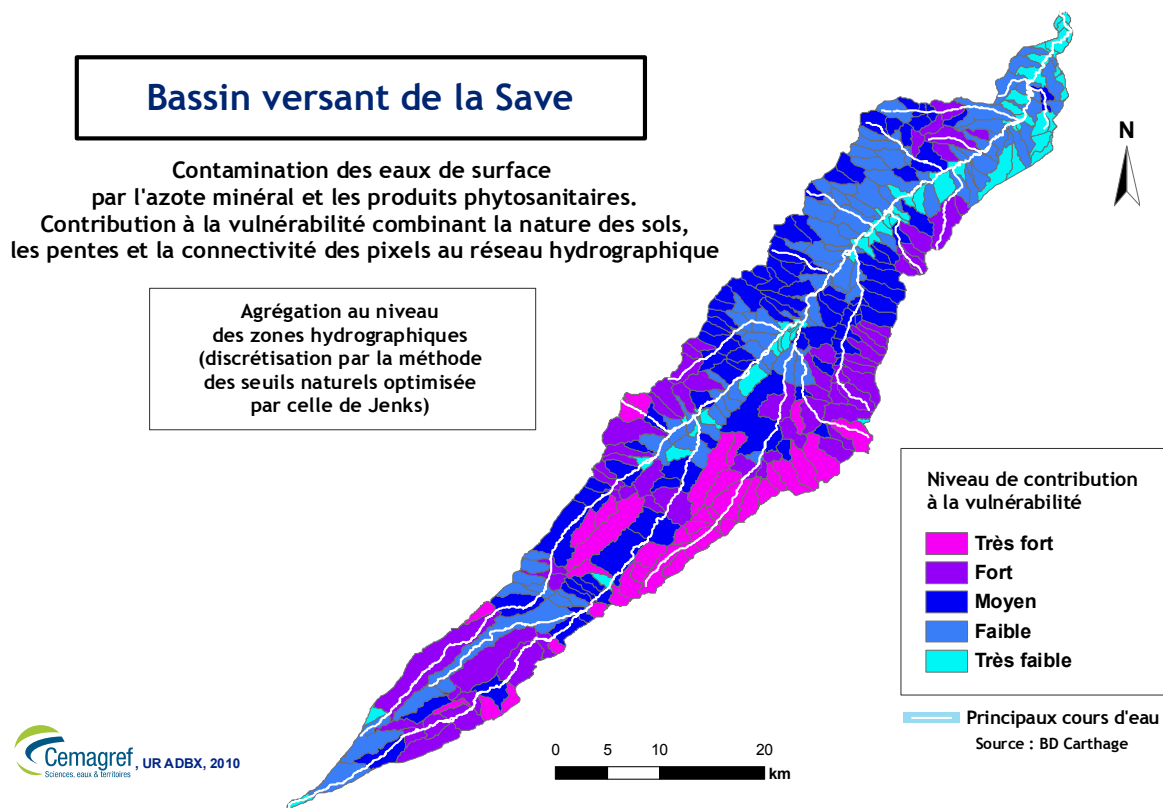 Bassin versant de la Save
Contamination des eaux de surface
par l'azote minéral et les produits phytosanitaires.
Contribution à la vulnérabilité combinant la nature des sols,
les pentes et la connectivité des pixels au réseau hydrographique
Agrégation au niveau
des zones hydrographiques
(discrétisation par la méthode
des seuils naturels optimisée
par celle de Jenks)
N
Niveau de contribution
à la vulnérabilité
Très fort
Fort
Moyen
Faible
Très faible
Principaux cours d'eau
Source : BD Carthage
0 5 10 20
km
Cemagref
Sciences, eaux & territoires
, UR ADBX, 2010